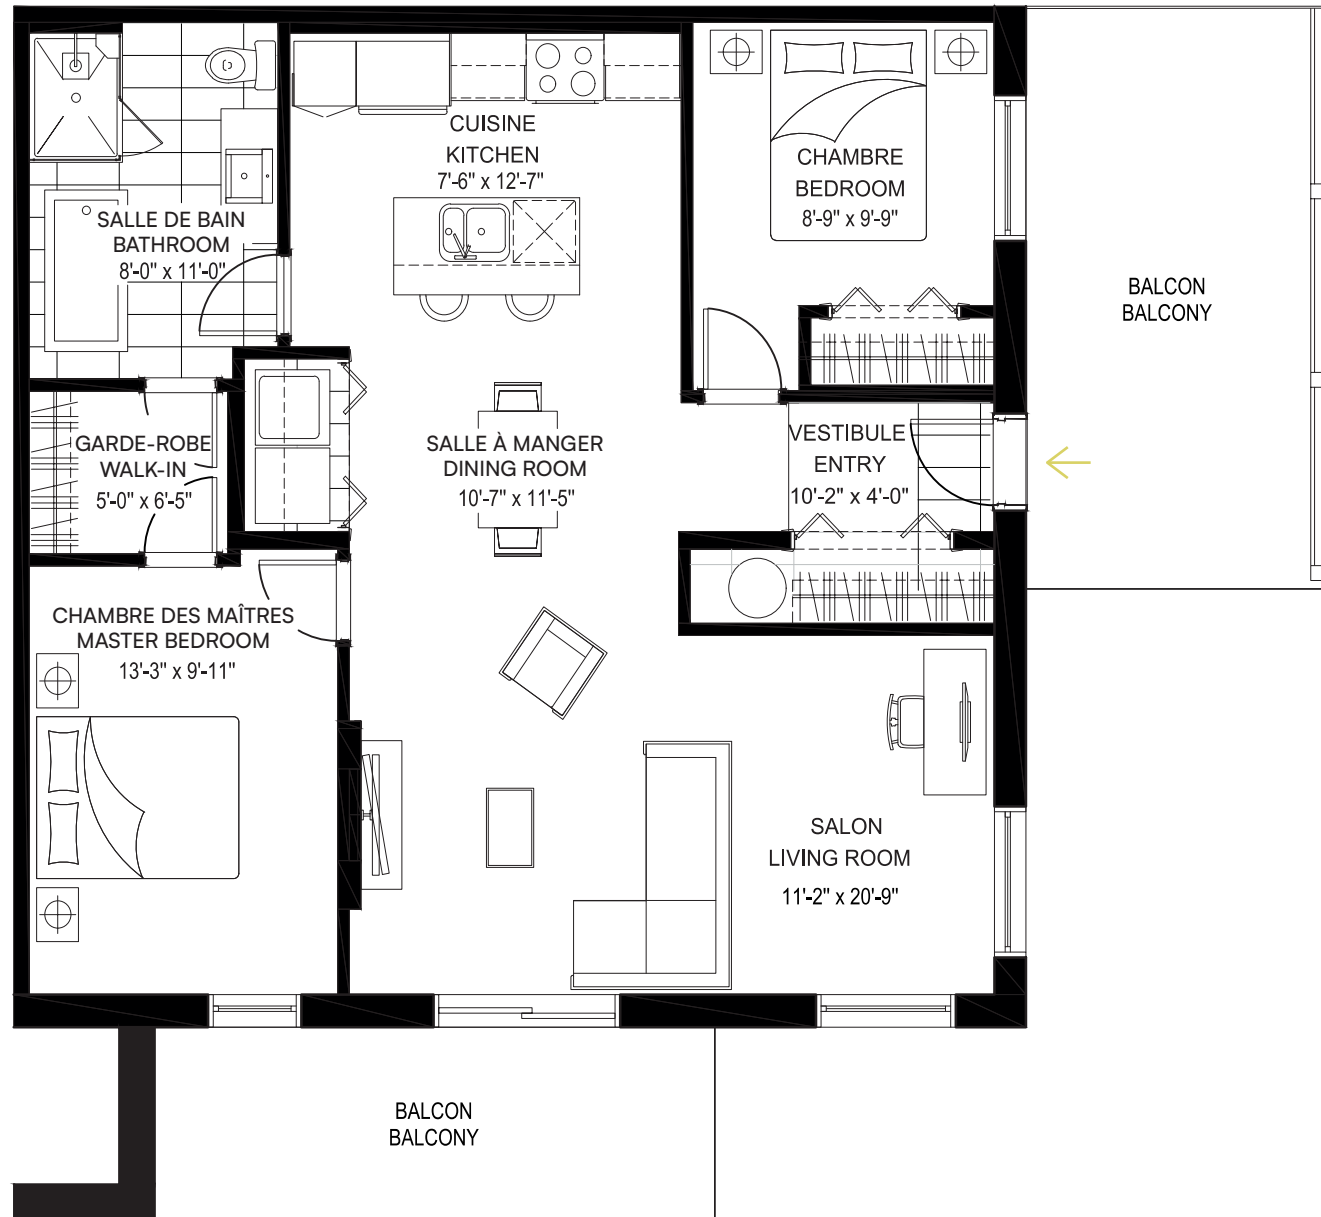 CUISINE
KITCHEN
7'-6" x 12'-7"
CHAMBRE
BEDROOM
8'-9" x 9'-9"
SALLE DE BAIN
BATHROOM
8'-0" x 11'-0"
BALCON
BALCONY
GARDE-ROBE
WALK-IN
5'-0" x 6'-5"
SALLE À MANGER
DINING ROOM
10'-7" x 11'-5"
VESTIBULE
ENTRY
10'-2" x 4'-0"
CHAMBRE DES MAÎTRES
MASTER BEDROOM
13'-3" x 9'-11"
SALON
LIVING ROOM
11'-2" x 20'-9"
BALCON
BALCONY